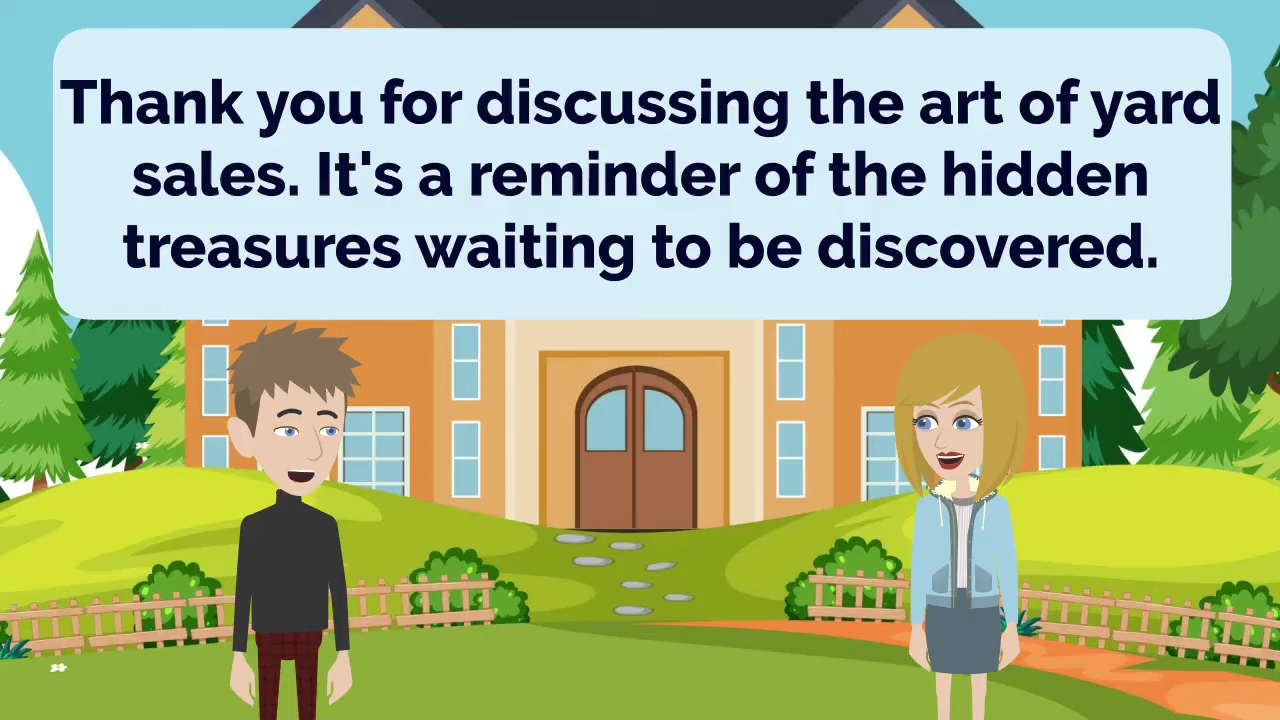 Thank you for discussing the art of yard
sales. It's a reminder of the hidden
treasures waiting to be discovered.